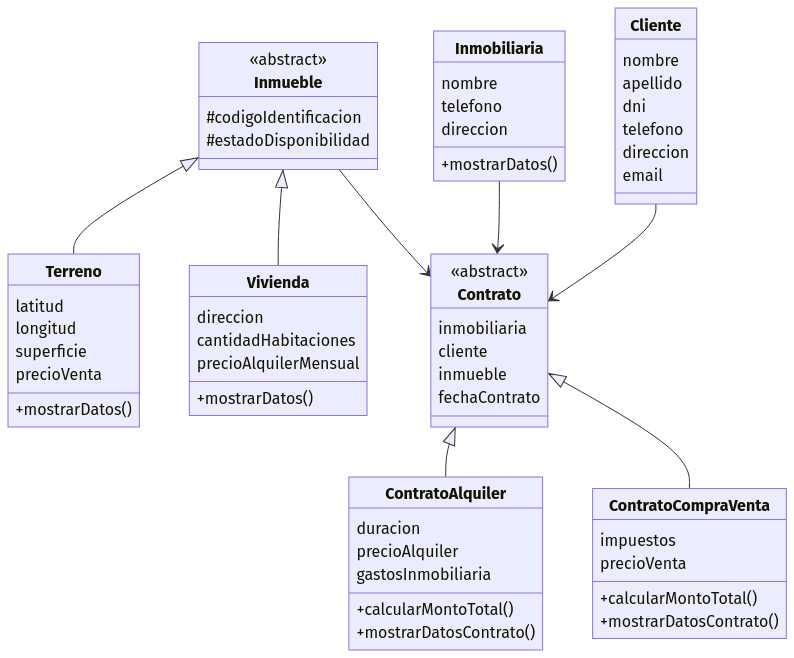 «abstract»
Inmueble
#codigoIdentificacion
#estadoDisponibilidad
Inmobiliaria
nombre
telefono
direccion
+mostrarDatos()
Cliente
nombre
apellido
dni
telefono
direccion
email
Terreno
latitud
longitud
superficie
precioVenta
+mostrarDatos()
Vivienda
direccion
cantidadHabitaciones
precioAlquilerMensual
+mostrarDatos()
«abstract»
Contrato
inmobiliaria
cliente
inmueble
fechaContrato
ContratoAlquiler
duracion
precioAlquiler
gastosInmobiliaria
+calcularMontoTotal()
+mostrarDatosContrato()
ContratoCompraVenta
impuestos
precioVenta
+calcularMontoTotal()
+mostrarDatosContrato()